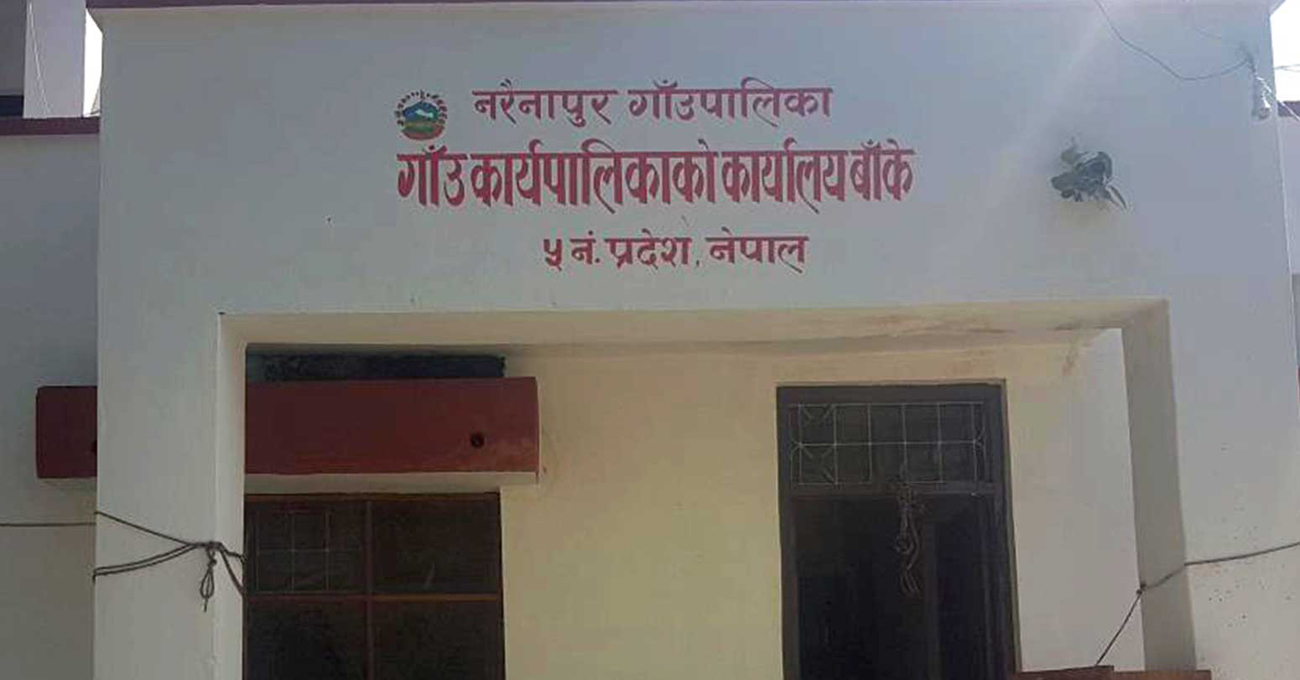 नरैनापुर गाँउपालिका
गाँउ कार्यपालिकाको कार्यालय बाँके
५ नं. प्रदेश, नेपाल